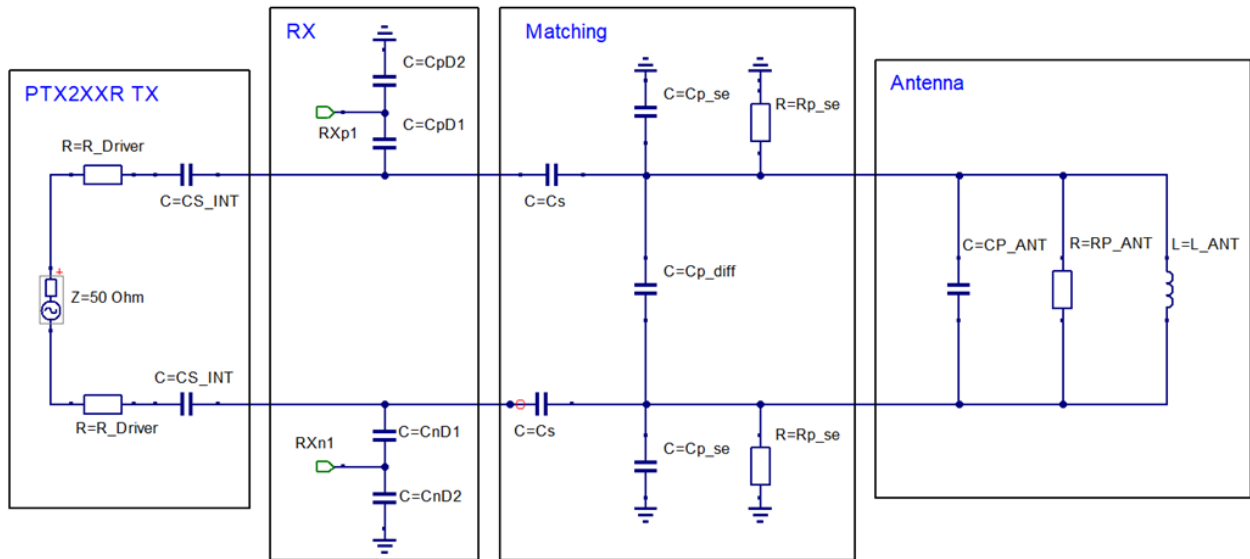 PTX2XXR TX
R=R_Driver
C=CS_INT
+
Z=50 Ohm
C=CS_INT
R=R_Driver
RX
C=CpD2
RXp1
C=CpD1
C=CnD1
RXn1
C=CnD2
Matching
C=Cp_se
R=Rp_se
C=Cs
C=Cp_diff
C=Cs
C=Cp_se
R=Rp_se
Antenna
C=CP_ANT
R=RP_ANT
L=L_ANT